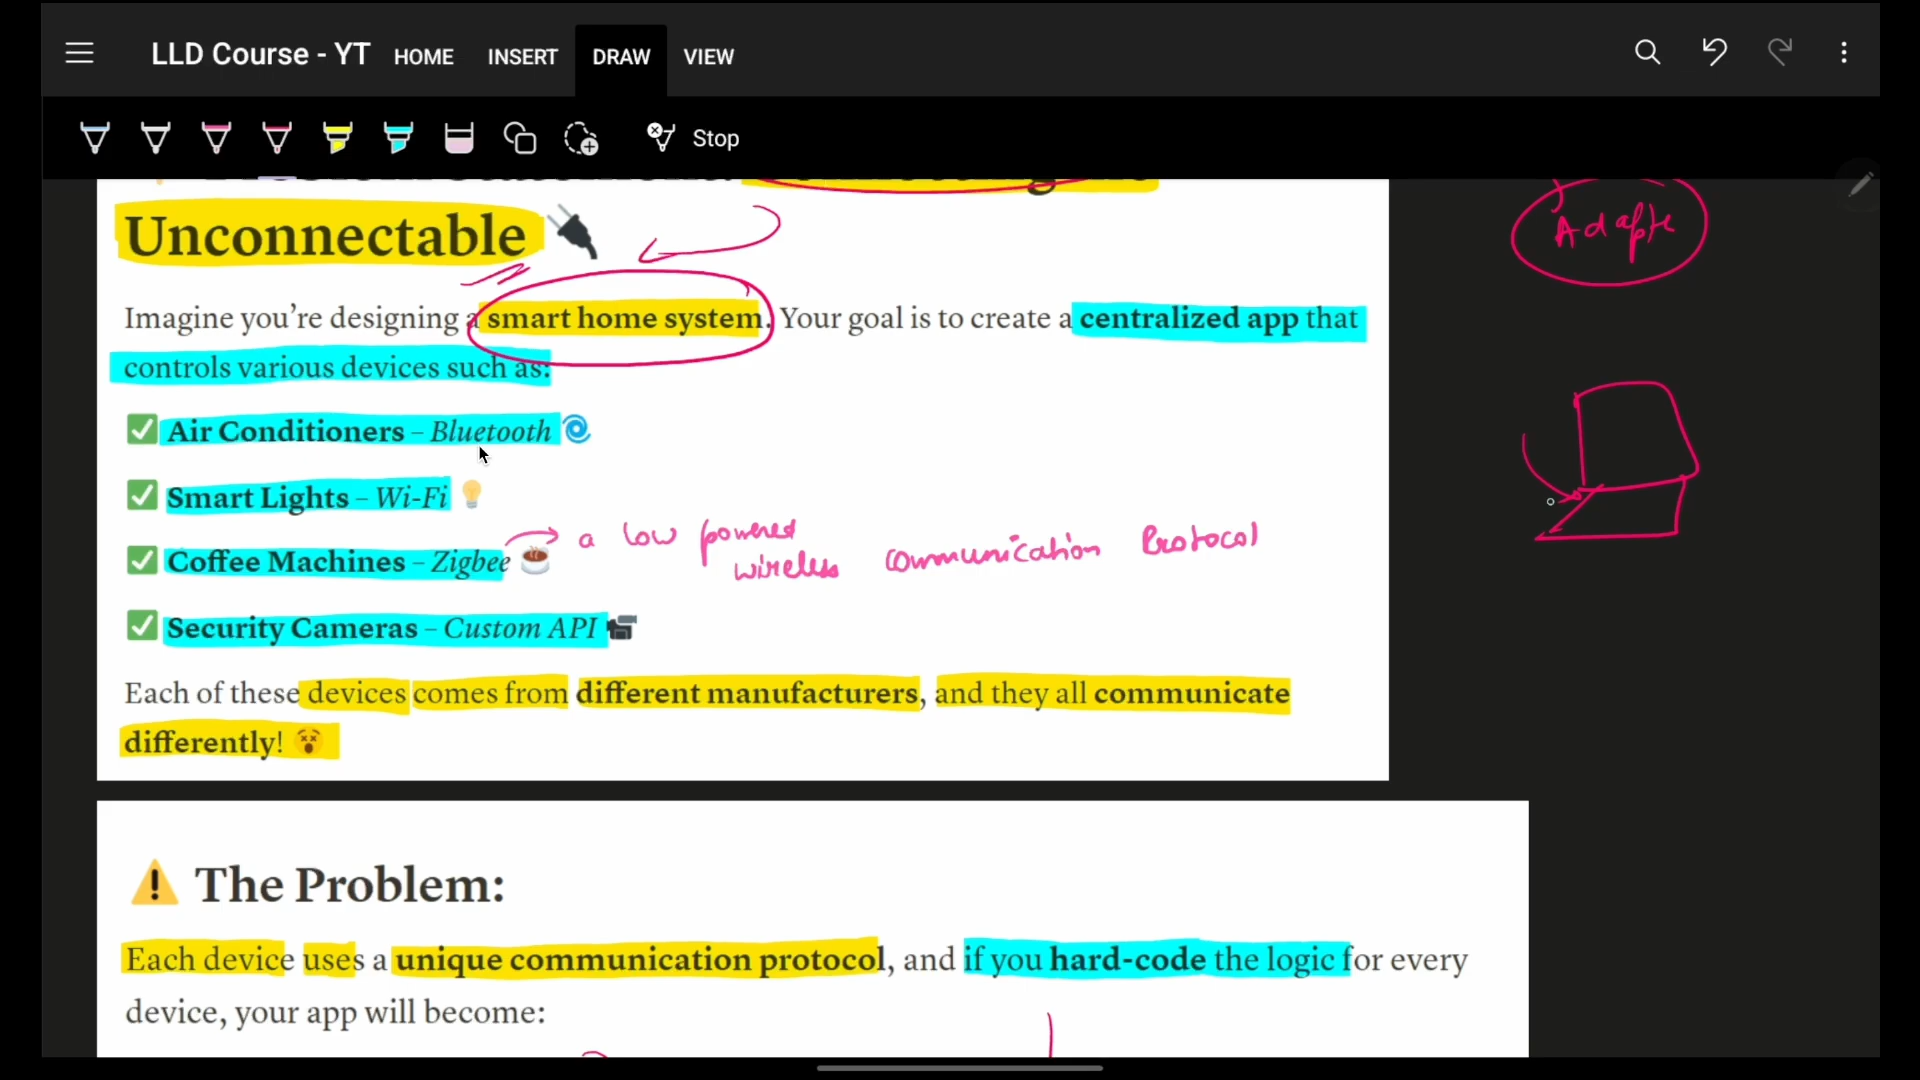 LLD Course - YT HOME INSERT DRAW VIEW
Stop
Unconnectable
Adapte
Imagine you're designing a smart home system. Your goal is to create a centralized app that
controls various devices such as:
Air Conditioners – Bluetooth
Smart Lights – Wi-Fi
a low powered
wireless communication Protocol
Coffee Machines – Zigbee
Security Cameras – Custom API
Each of these devices comes from different manufacturers, and they all communicate
differently!
The Problem:
Each device uses a unique communication protocol, and if you hard-code the logic for every
device, your app will become: